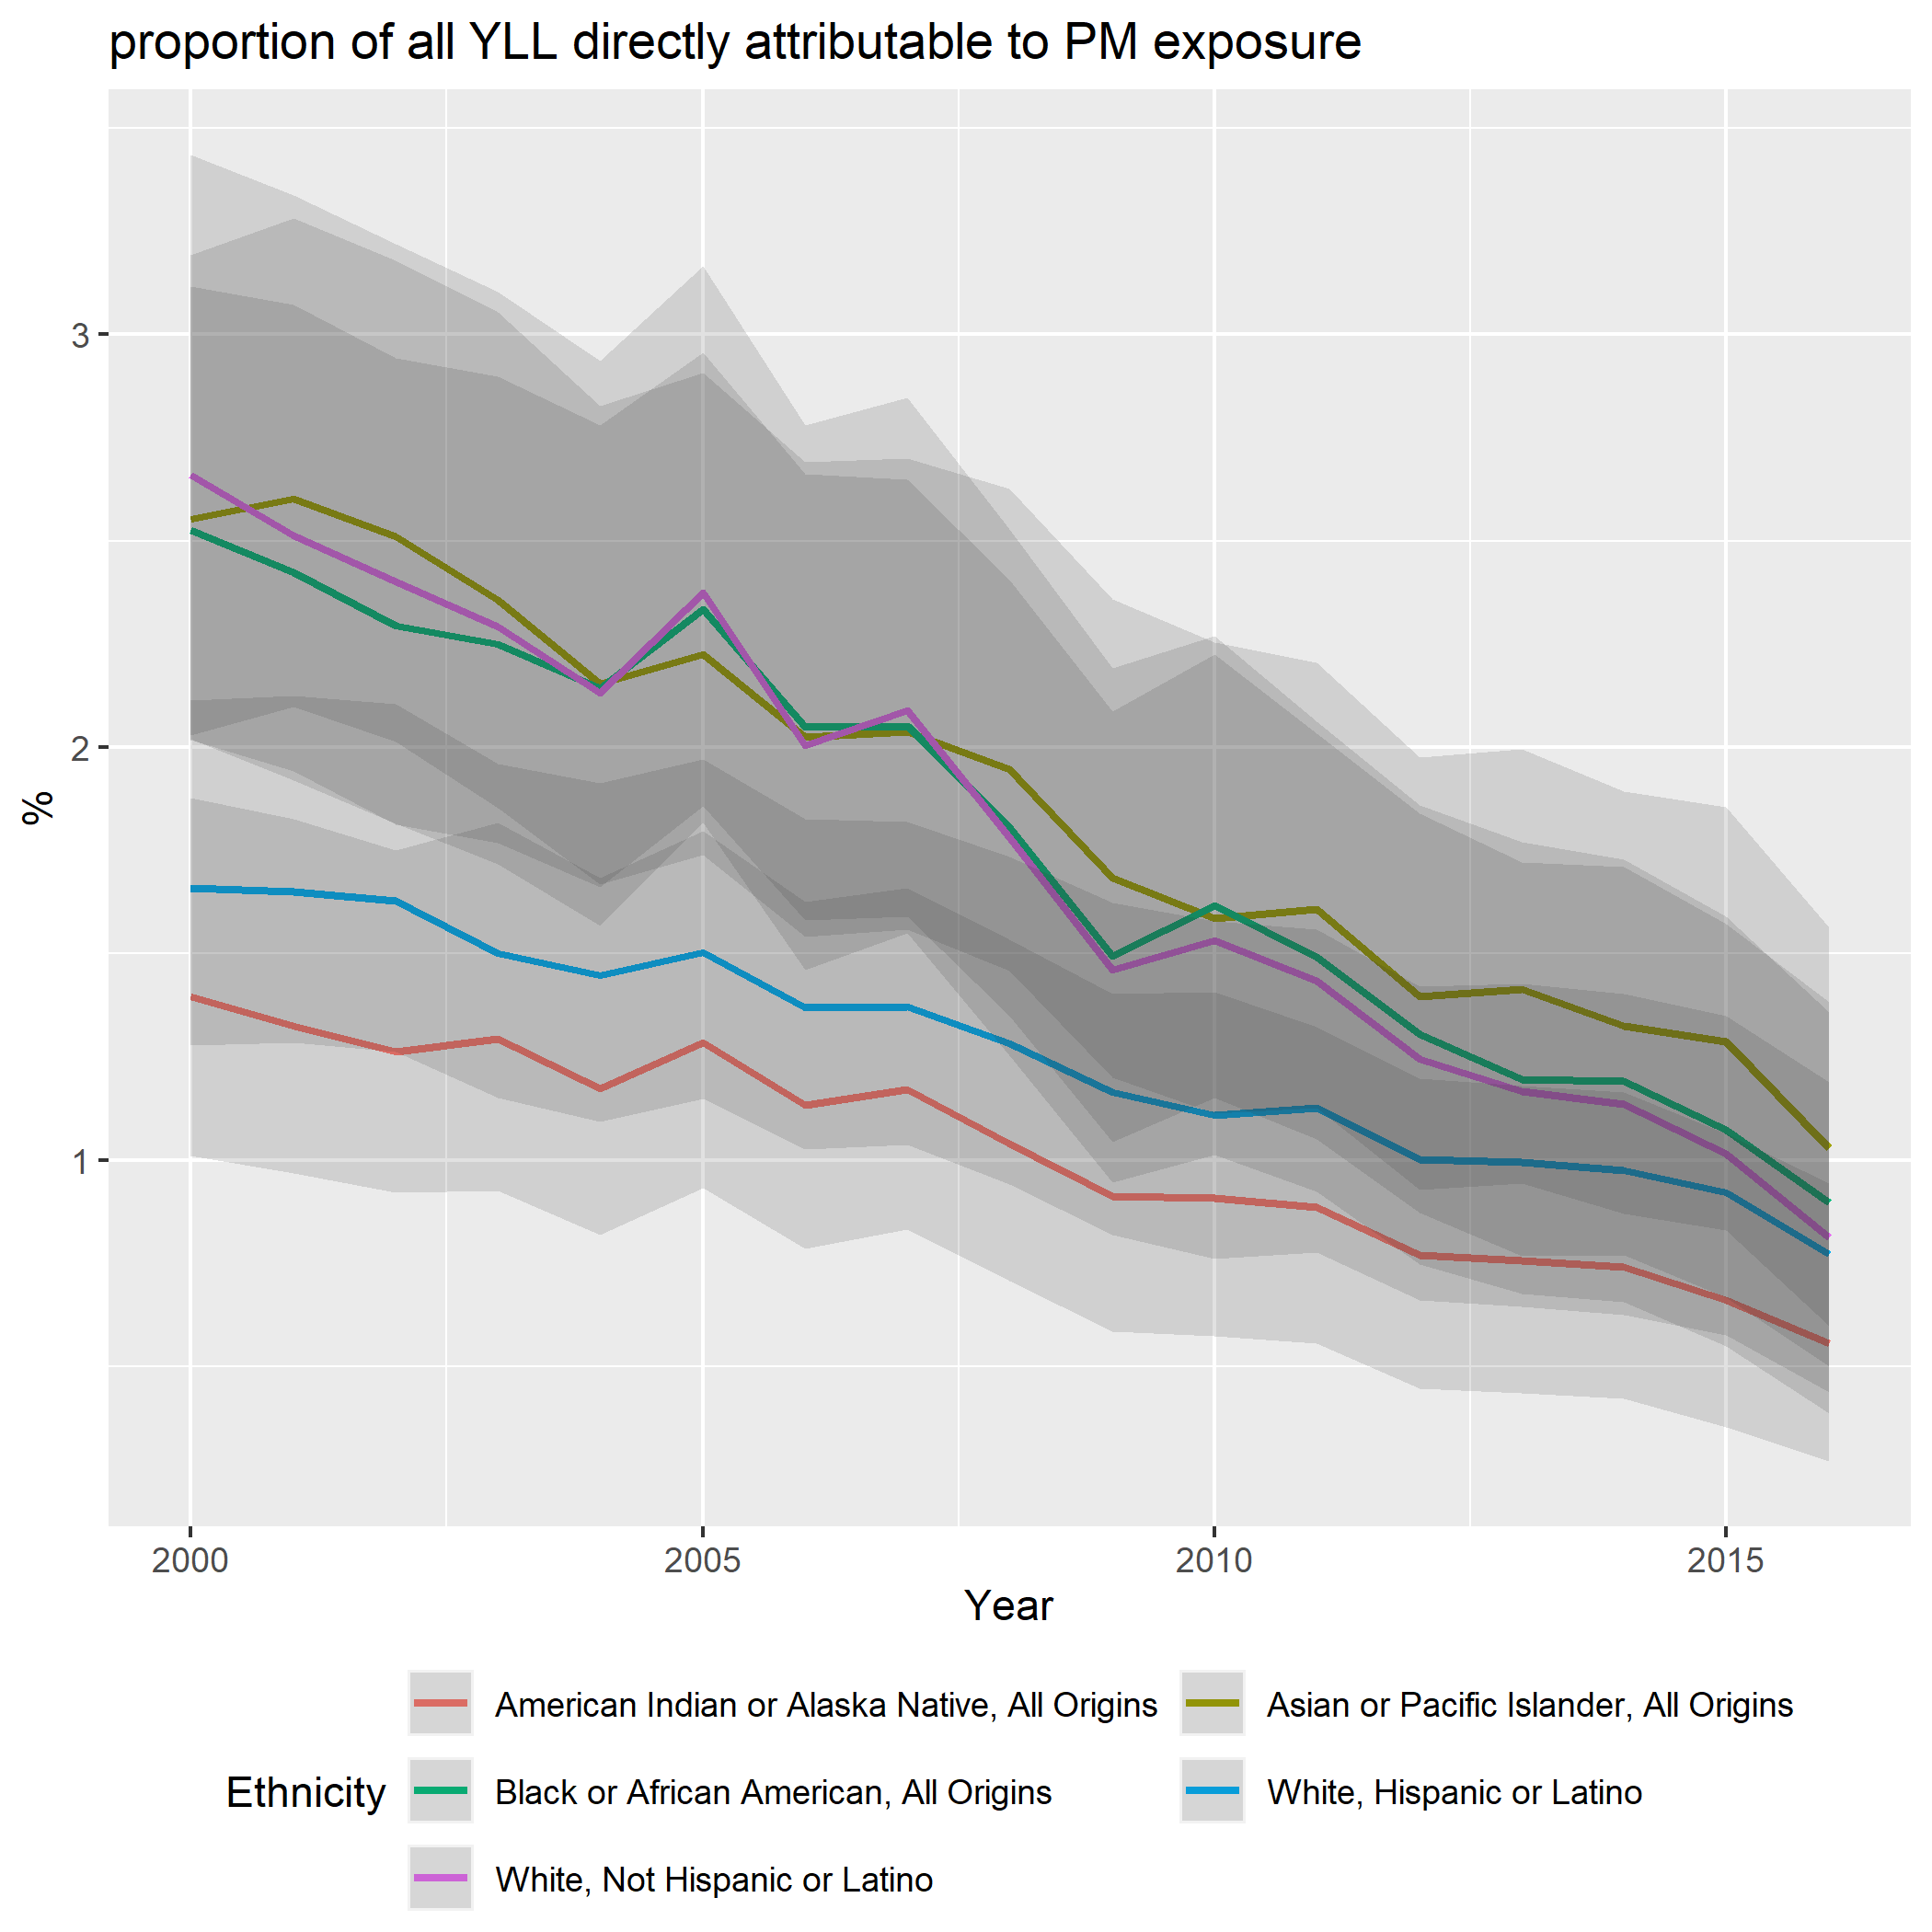 proportion of all YLL directly attributable to PM exposure
3
2
1
%
2000 2005 2010 2015
Year
Ethnicity
American Indian or Alaska Native, All Origins
Asian or Pacific Islander, All Origins
Black or African American, All Origins
White, Hispanic or Latino
White, Not Hispanic or Latino